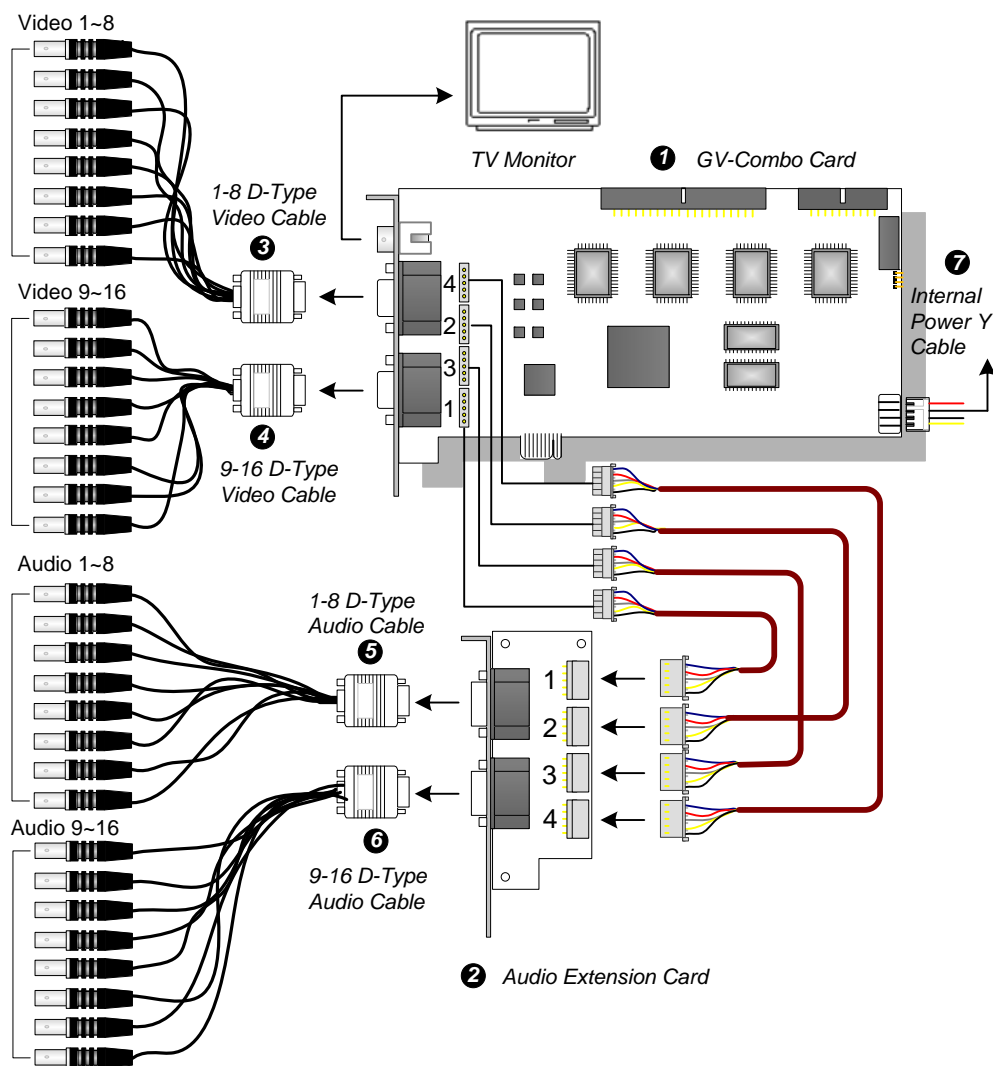 Video 1~8
TV Monitor
1 GV-Combo Card
1-8 D-Type
Video Cable
3
Video 9~16
4
2
3
1
7
Internal
Power Y
Cable
4
9-16 D-Type
Video Cable
Audio 1~8
1-8 D-Type
Audio Cable
5
1
2
3
4
Audio 9~16
6
9-16 D-Type
Audio Cable
2 Audio Extension Card